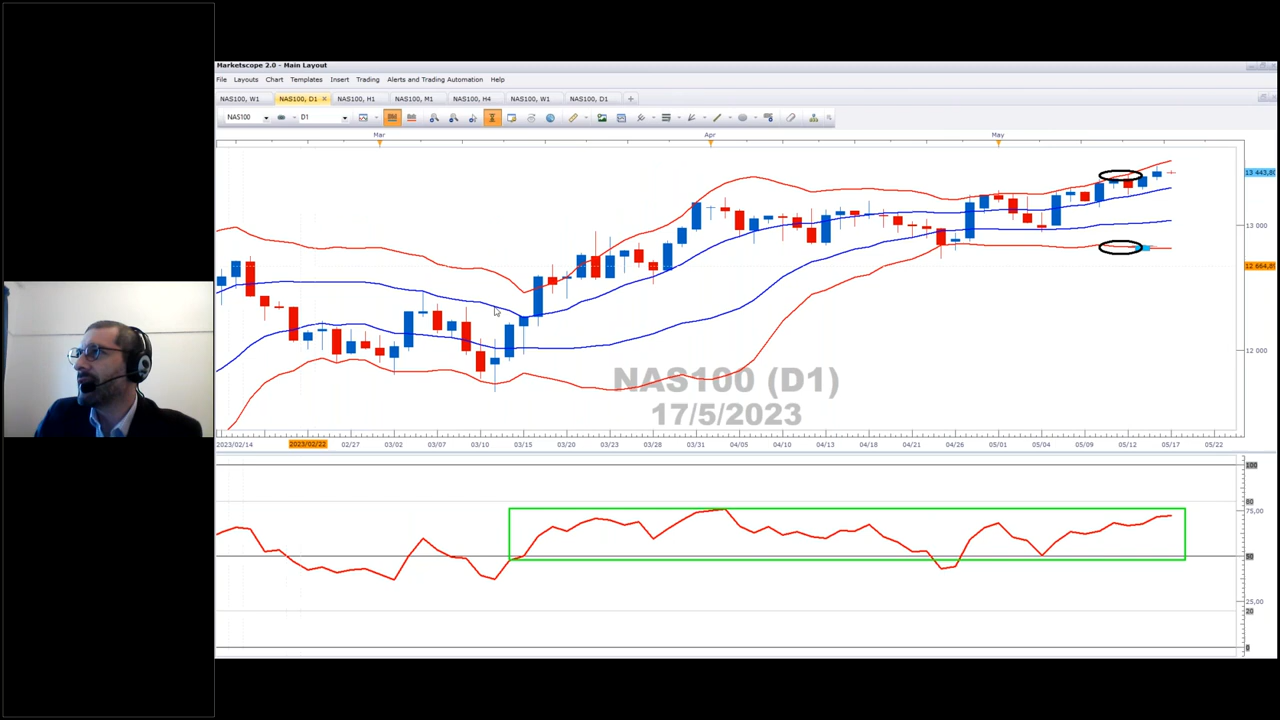 Marketscope 2.0 - Main Layout
File Layouts Chart Templates Insert Trading Alerts and Trading Automation Help
NAS100, W1 NAS100, D1 NAS100, H1 NAS100, M1 NAS100, H4 NAS100, W1 NAS100, D1
NAS100 D1
Mar Apr May
13 443,80
13 000
12 000
NAS100 (D1)
17/5/2023
2023/02/14 2023/02/22 02/27 03/02 03/07 03/10 03/15 03/20 03/23 03/28 03/31 04/05 04/10 04/13 04/18 04/21 04/26 05/01 05/04 05/09 05/12 05/17 05/22
100
80
75,00
50
25,00
20
0